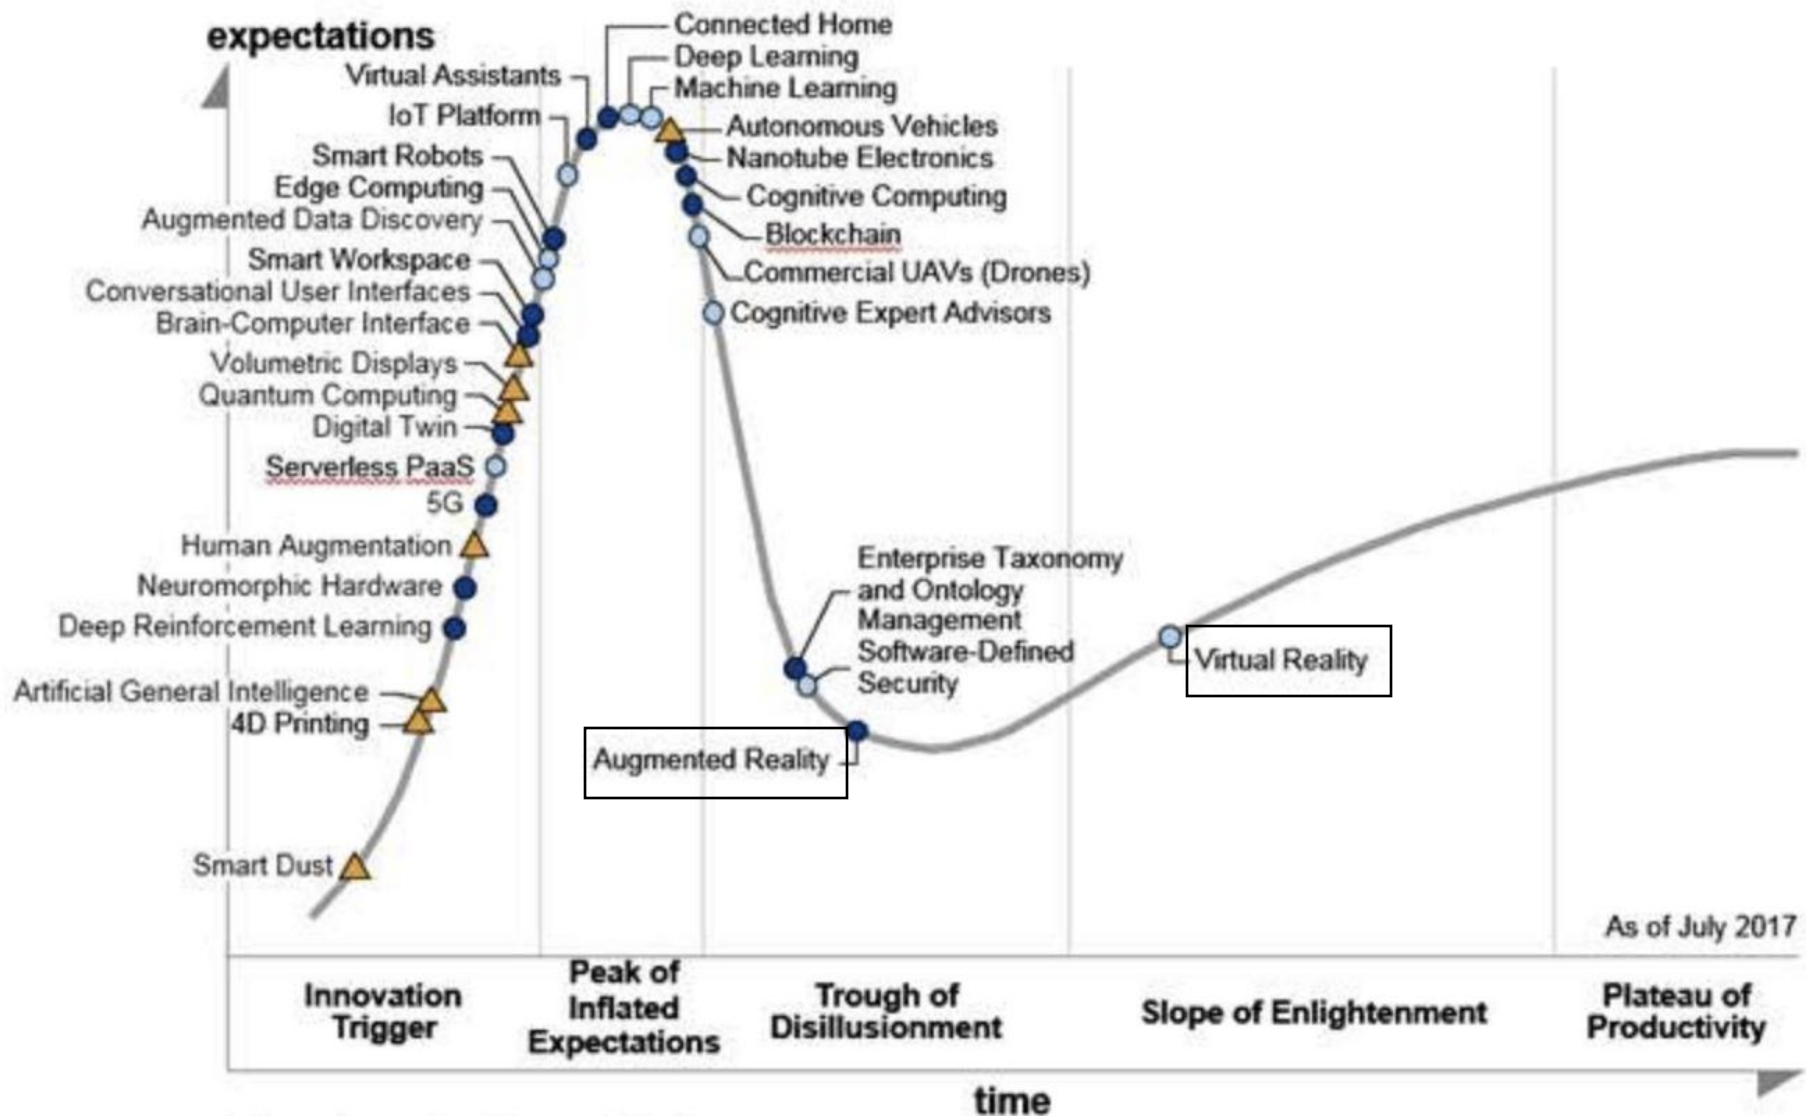 expectations
Connected Home
Deep Learning
Virtual Assistants
Machine Learning
IoT Platform
Autonomous Vehicles
Smart Robots
Nanotube Electronics
Edge Computing
Cognitive Computing
Augmented Data Discovery
Blockchain
Smart Workspace
Commercial UAVs (Drones)
Conversational User Interfaces
Cognitive Expert Advisors
Brain-Computer Interface
Volumetric Displays
Quantum Computing
Digital Twin
Serverless PaaS
5G
Human Augmentation
Neuromorphic Hardware
Deep Reinforcement Learning
Artificial General Intelligence
4D Printing
Smart Dust
Enterprise Taxonomy
and Ontology
Management
Software-Defined
Security
Augmented Reality
Virtual Reality
As of July 2017
Innovation
Trigger
Peak of
Inflated
Expectations
Trough of
Disillusionment
Slope of Enlightenment
Plateau of
Productivity
time